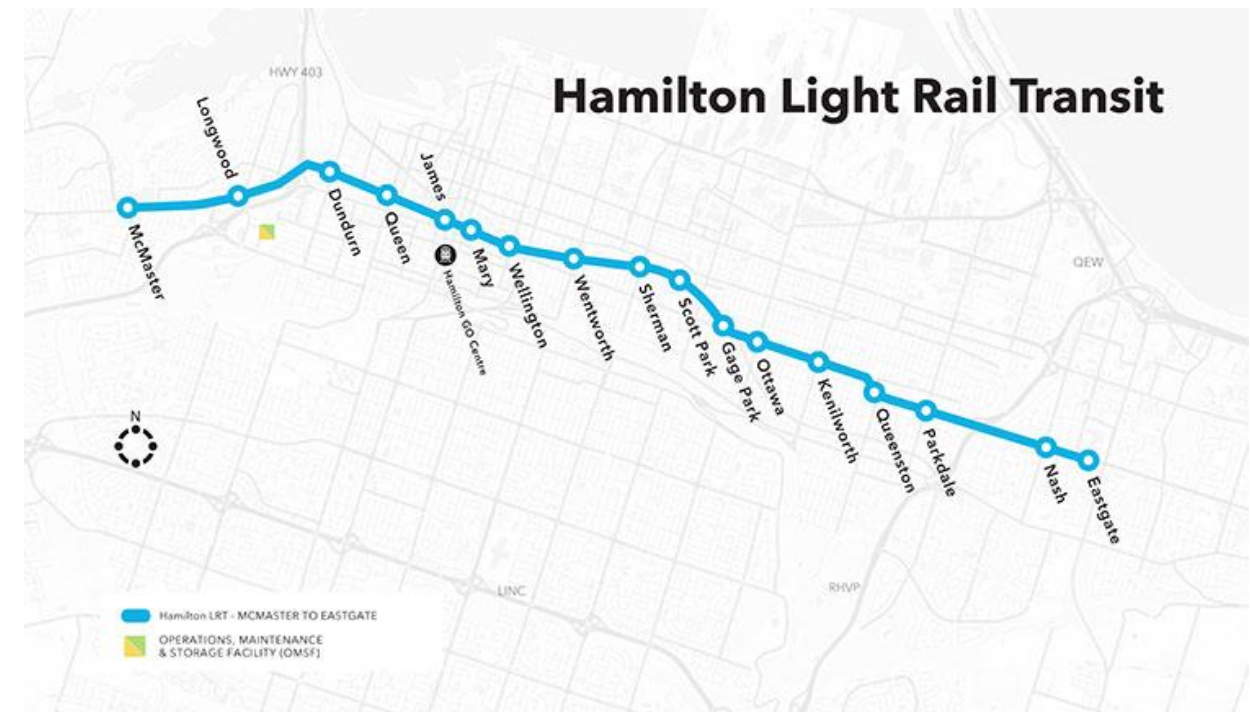 Hamilton Light Rail Transit
HWY 403
Longwood
James
McMaster
Dundurn
Queen
Mary
Wellington
Hamilton GO Centre
Wentworth
Sherman
Scott Park
Gage Park
Ottawa
Kenilworth
Queenston
Parkdale
Nash
Eastgate
QEW
N
LINC
RHVP
Hamilton LRT - MCMASTER TO EASTGATE
OPERATIONS, MAINTENANCE
& STORAGE FACILITY (OMSF)